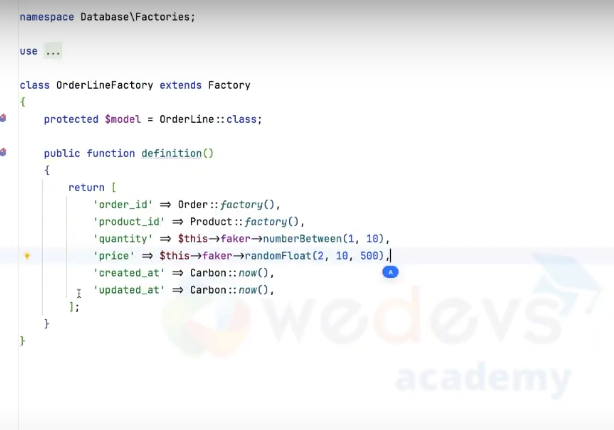 namespace Database\Factories;
use ...
class OrderLineFactory extends Factory
{
protected $model = OrderLine::class;
public function definition()
{
return [
'order_id' => Order::factory(),
'product_id' => Product::factory(),
'quantity' => $this->faker->numberBetween(1, 10),
'price' => $this->faker->randomFloat(2, 10, 500),
A
'created_at' => Carbon::now(),
'updated_at' => Carbon::now(),
];
}
}
wedevs
academy